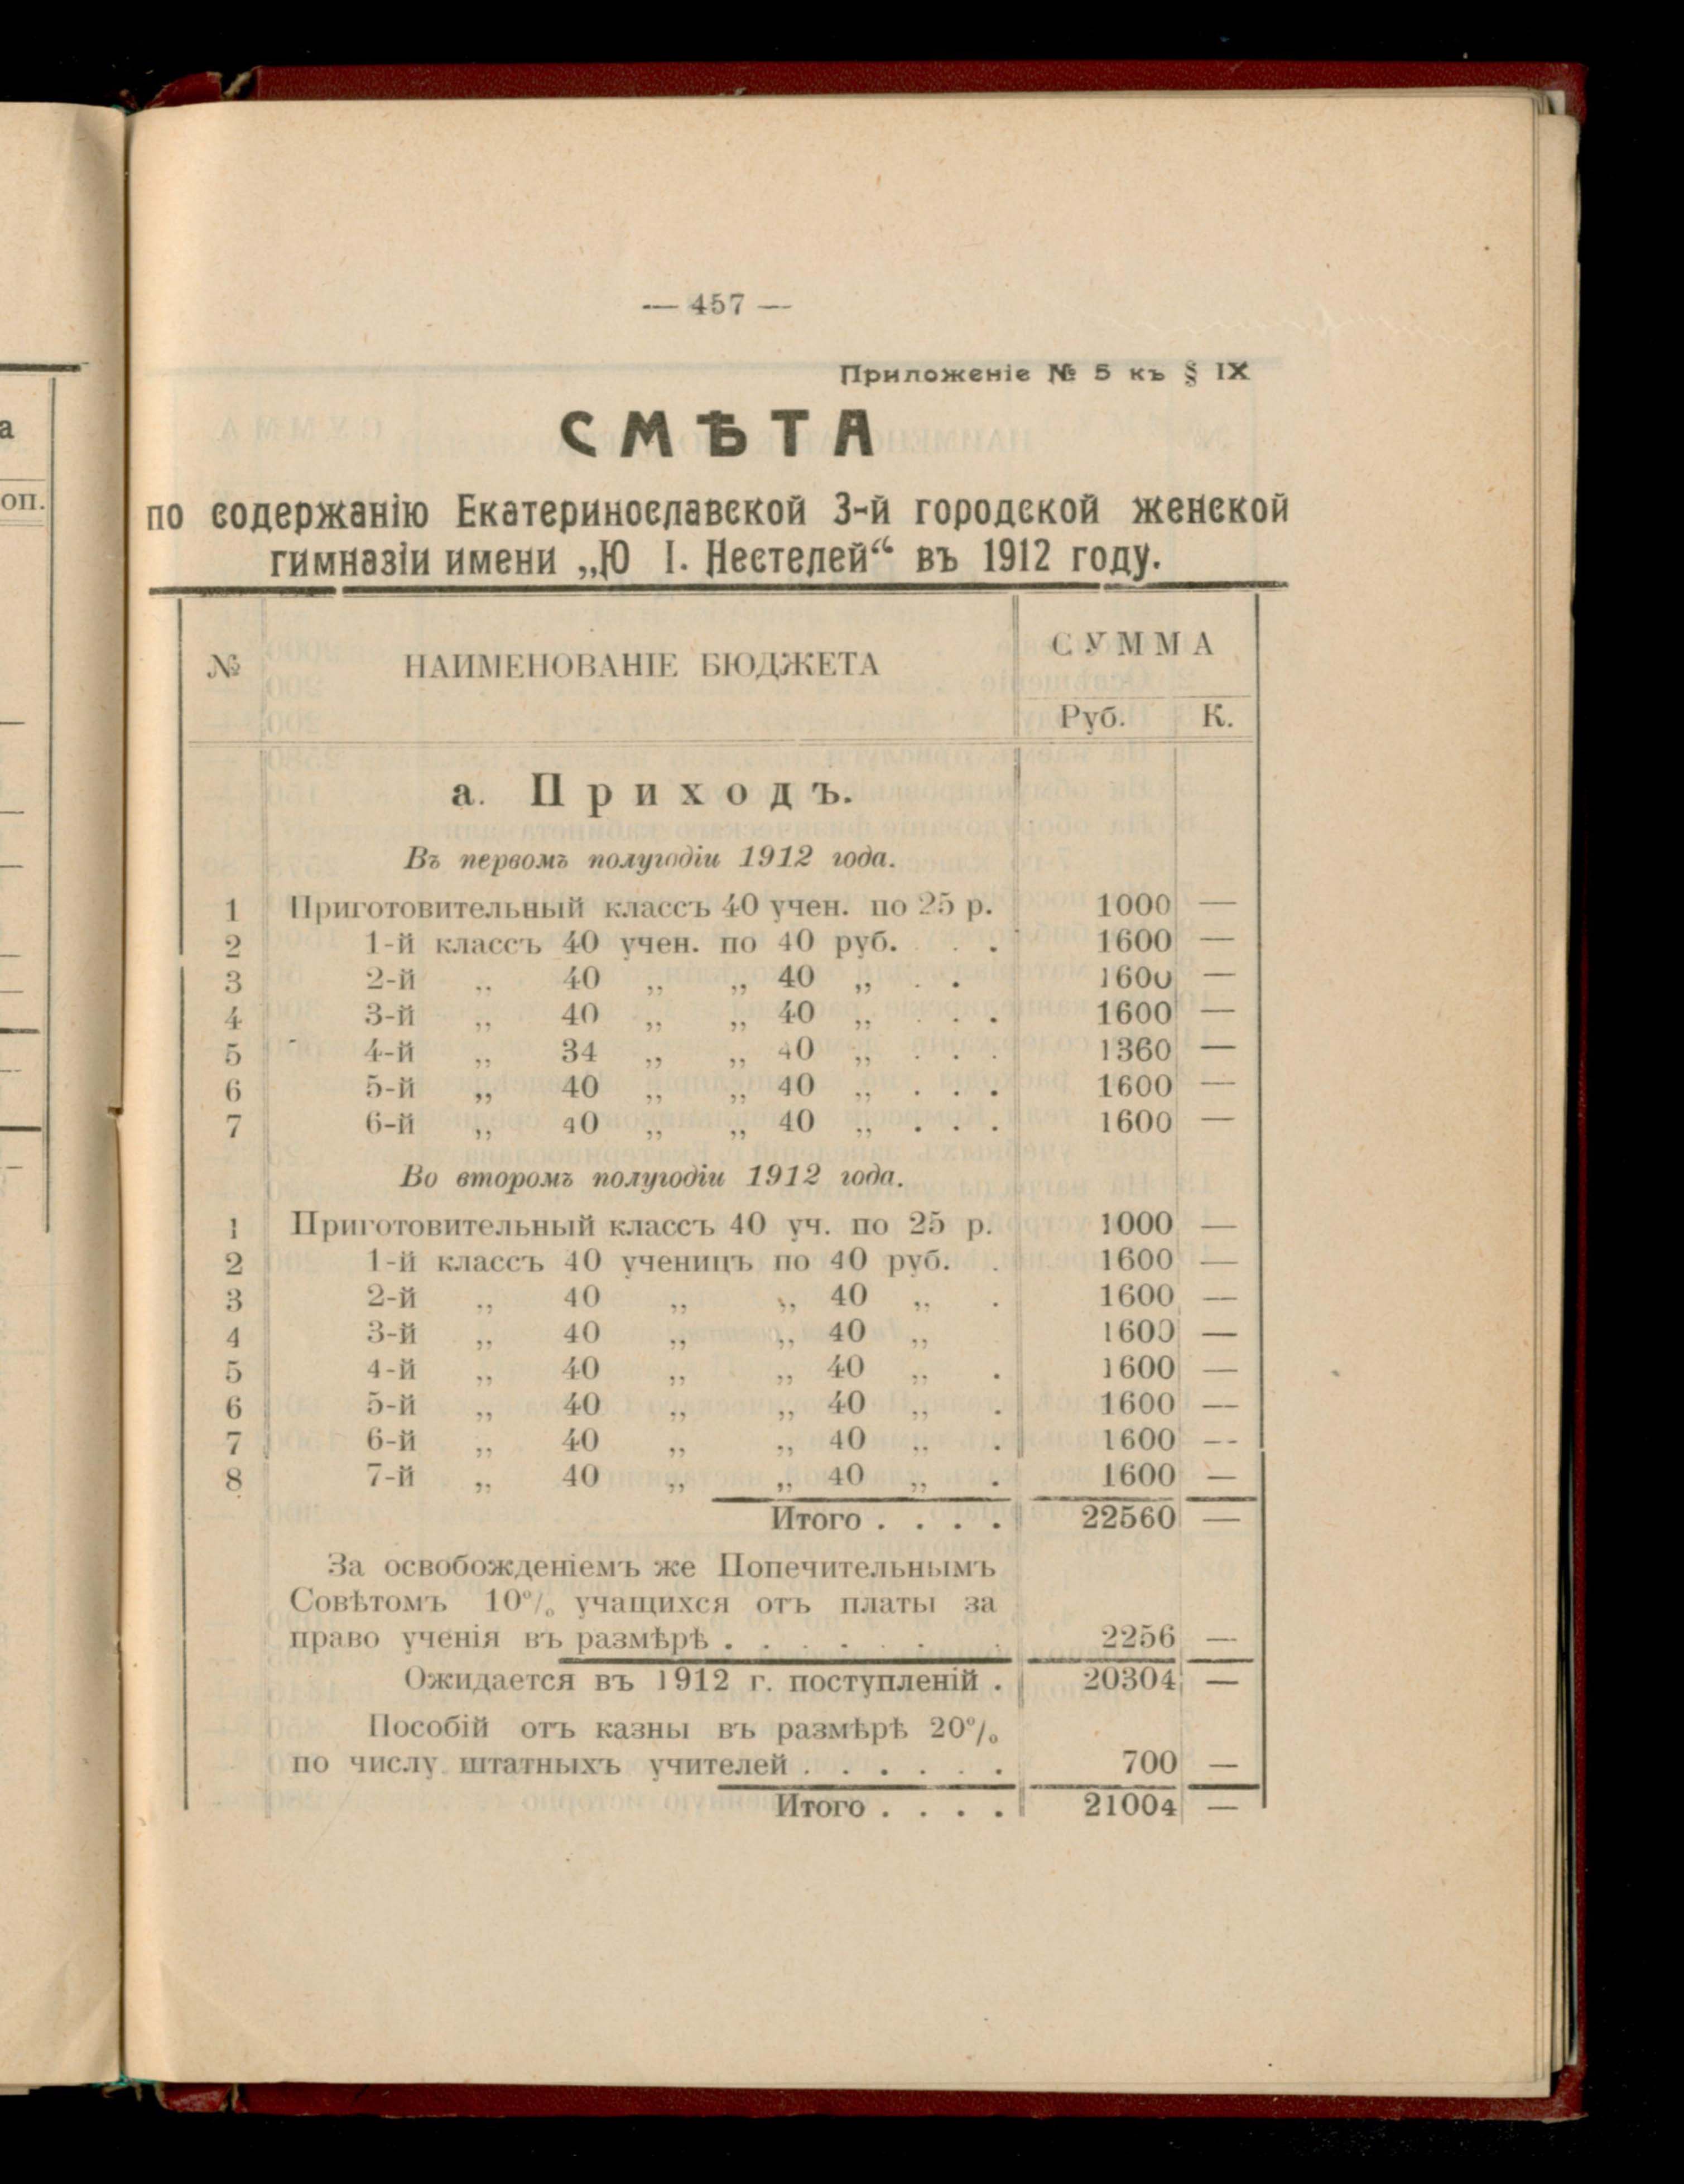 а
оп.
— 457 —
Приложеніе № 5 къ § IX
СМѢТА
по содержанію Екатеринославской 3-й городской женской
гимназіи имени „Ю І. Нестелей“ въ 1912 году.
№ НАИМЕНОВАНІЕ БЮДЖЕТА СУММА
Руб. К.
а. Приходъ.
Въ первомъ полугодіи 1912 года.
1 Приготовительный классъ 40 учен. по 25 р. 1000 —
2 1-й классъ 40 учен. по 40 руб. . . 1600 —
3 2-й „ 40 „ „ 40 „ . . 1600 —
4 3-й „ 40 „ „ 40 „ . . . 1600 —
5 4-й „ 34 „ „ 40 „ . . . 1360 —
6 5-й „ 40 „ „ 40 „ . . . 1600 —
7 6-й „ 40 „ „ 40 „ . . . 1600 —
Во второмъ полугодіи 1912 года.
1 Приготовительный классъ 40 уч. по 25 р. 1000 —
2 1-й классъ 40 ученицъ по 40 руб. . 1600 —
3 2-й „ 40 „ „ 40 „ . 1600 —
4 3-й „ 40 „ „ 40 „ 1600 —
5 4-й „ 40 „ „ 40 „ . 1600 —
6 5-й „ 40 „ „ 40 „ . 1600 —
7 6-й „ 40 „ „ 40 „ . 1600 —
8 7-й „ 40 „ „ 40 „ . 1600 —
Итого . . . . 22560 —
За освобожденіемъ же Попечительнымъ
Совѣтомъ 10% учащихся отъ платы за
право ученія въ размѣрѣ . . . . . . . . 2256 —
Ожидается въ 1912 г. поступленій . 20304 —
Пособій отъ казны въ размѣрѣ 20%
по числу штатныхъ учителей . . . . . . 700 —
Итого . . . . 21004 —